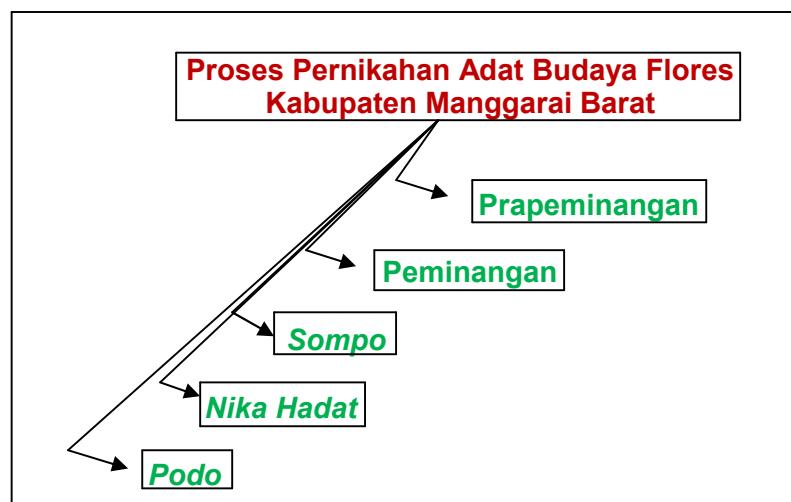 Proses Pernikahan Adat Budaya Flores
Kabupaten Manggarai Barat
Prapeminangan
Peminangan
Sompo
Nika Hadat
Podo